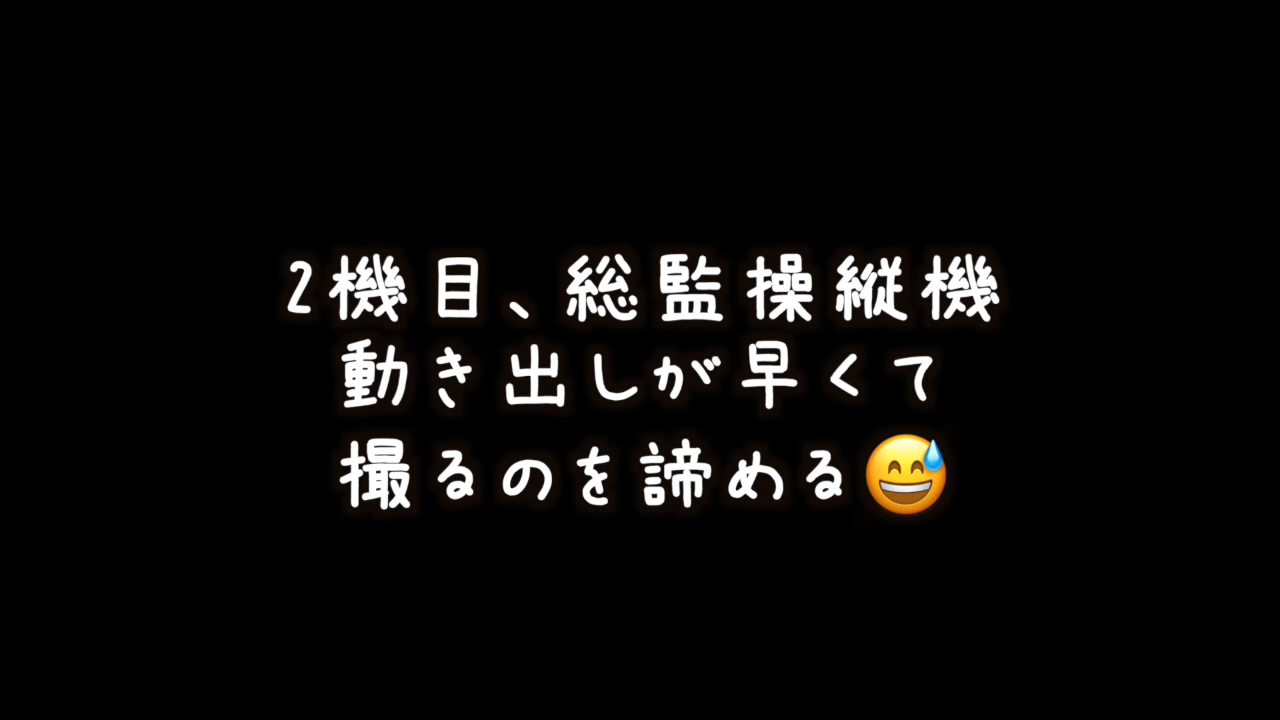 2機目、総監操縦機
動き出しが早くて
撮るのを諦める😅